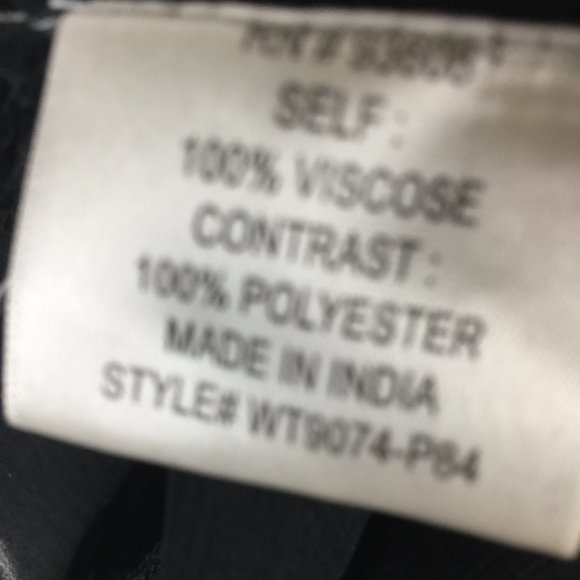 SELF :
100% VISCOSE
CONTRAST :
100% POLYESTER
MADE IN INDIA
STYLE# WT9074-P84